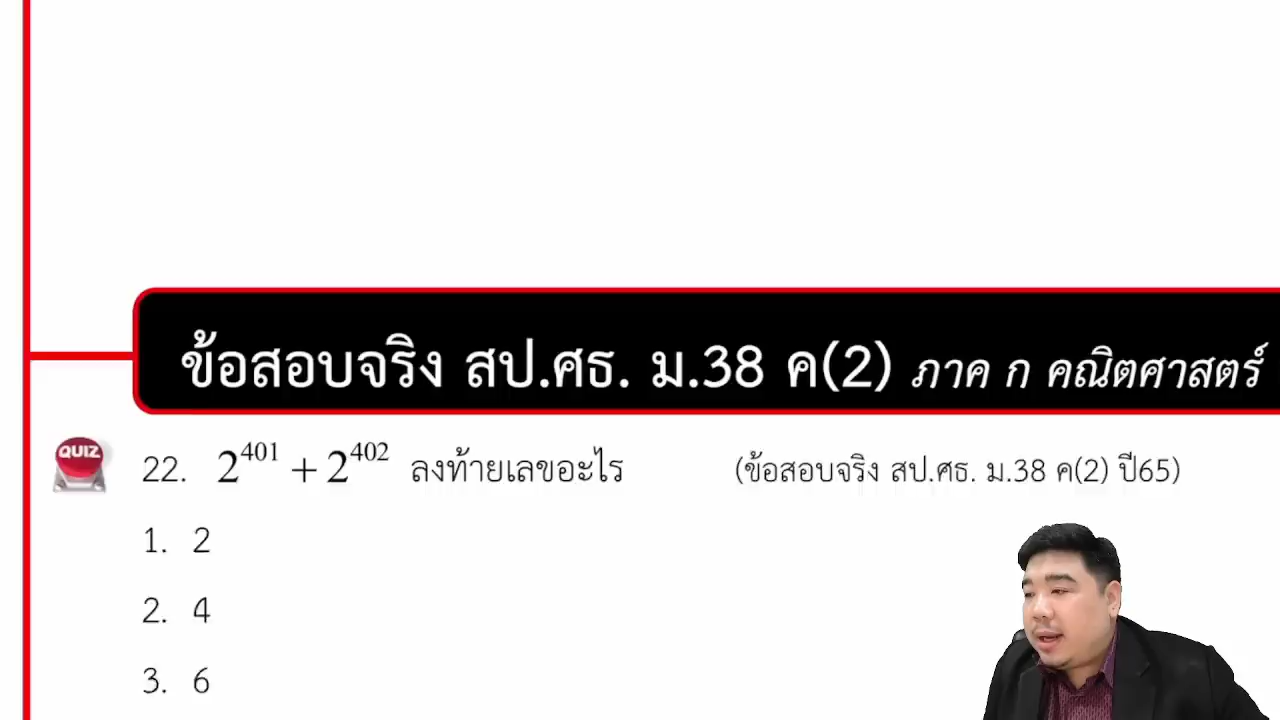 ข้อสอบจริง สป.ศธ. ม.38 ค(2) ภาค ก คณิตศาสตร์
QUIZ
22. 2^401 + 2^402 ลงท้ายเลขอะไร (ข้อสอบจริง สป.ศธ. ม.38 ค(2) ปี65)
1. 2
2. 4
3. 6